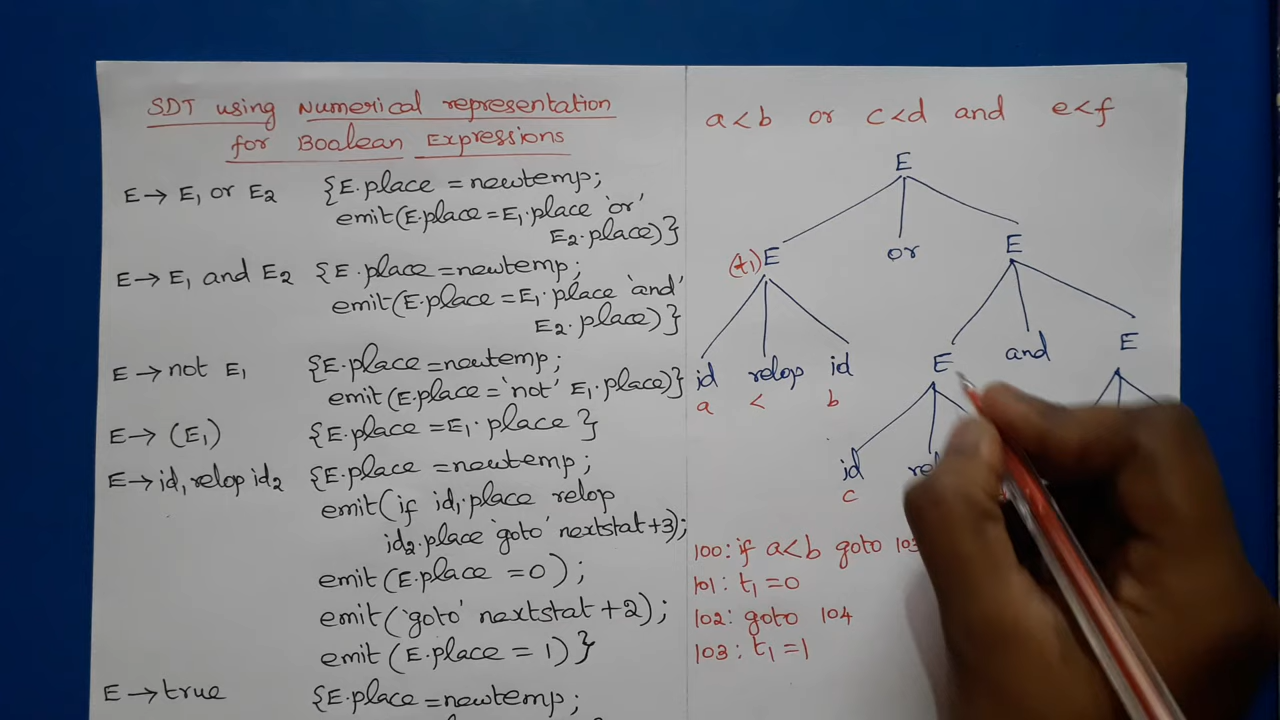 SDT using Numerical representation
for Boalean Expressions
E → E₁ or E₂ {E.place = newtemp;
emit(E.place = E₁.place 'or'
E₂.place)}
E → E₁ and E₂ {E.place = newtemp;
emit(E.place = E₁.place 'and'
E₂.place)}
E → not E₁ {E.place = newtemp;
emit(E.place = 'not' E₁.place)}
E → (E₁) {E.place = E₁.place }
E → id₁ relop id₂ {E.place = newtemp;
emit(if id₁.place relop
id₂.place 'goto' nextstat+3);
emit(E.place = 0);
emit('goto' nextstat+2);
emit(E.place = 1)}
E → true {E.place = newtemp;
a<b or c<d and e<f
E
(t₁) E or E
id relop id E and E
a < b
id
c
100: if a<b goto 103
101: t₁ = 0
102: goto 104
103: t₁ = 1